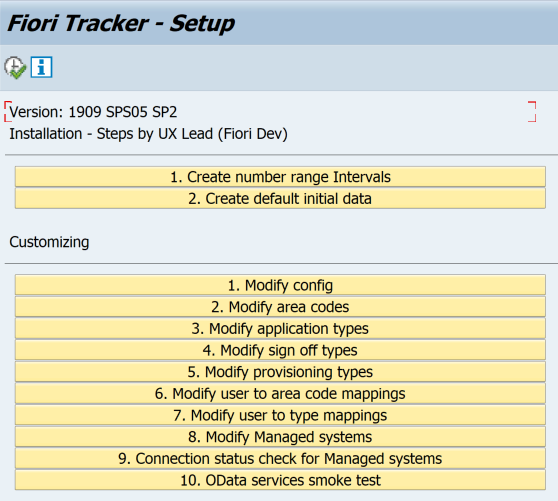 Fiori Tracker - Setup
Version: 1909 SPS05 SP2
Installation - Steps by UX Lead (Fiori Dev)
1. Create number range Intervals
2. Create default initial data
Customizing
1. Modify config
2. Modify area codes
3. Modify application types
4. Modify sign off types
5. Modify provisioning types
6. Modify user to area code mappings
7. Modify user to type mappings
8. Modify Managed systems
9. Connection status check for Managed systems
10. OData services smoke test